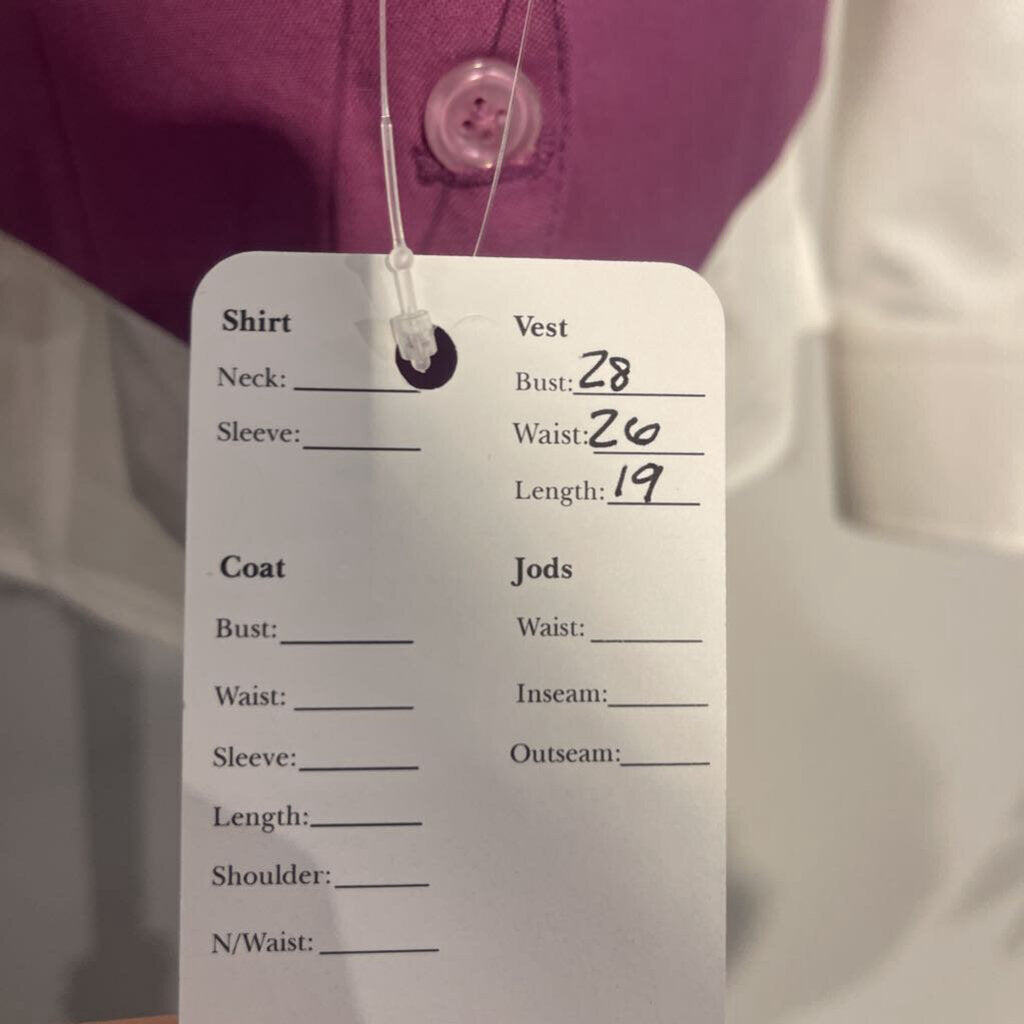 Shirt
Neck:
Sleeve:
Vest
Bust: 28
Waist: 26
Length: 19
Coat
Bust:
Waist:
Sleeve:
Length:
Shoulder:
N/Waist:
Jods
Waist:
Inseam:
Outseam: